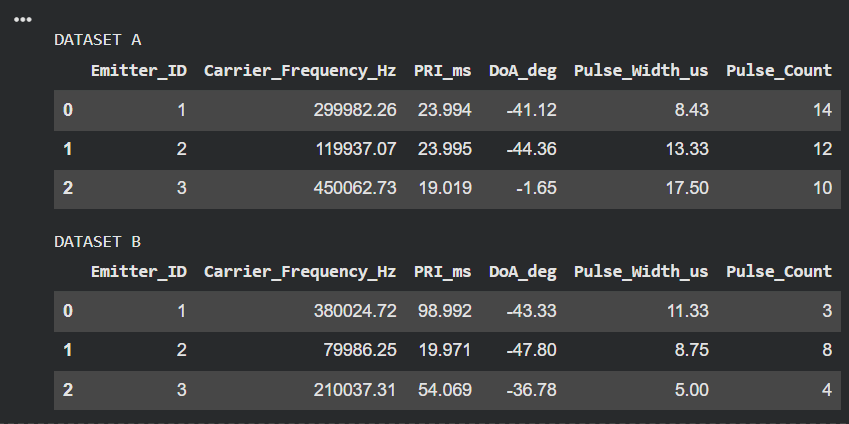 ...
DATASET A
Emitter_ID Carrier_Frequency_Hz PRI_ms DoA_deg Pulse_Width_us Pulse_Count
0 1 299982.26 23.994 -41.12 8.43 14
1 2 119937.07 23.995 -44.36 13.33 12
2 3 450062.73 19.019 -1.65 17.50 10
DATASET B
Emitter_ID Carrier_Frequency_Hz PRI_ms DoA_deg Pulse_Width_us Pulse_Count
0 1 380024.72 98.992 -43.33 11.33 3
1 2 79986.25 19.971 -47.80 8.75 8
2 3 210037.31 54.069 -36.78 5.00 4